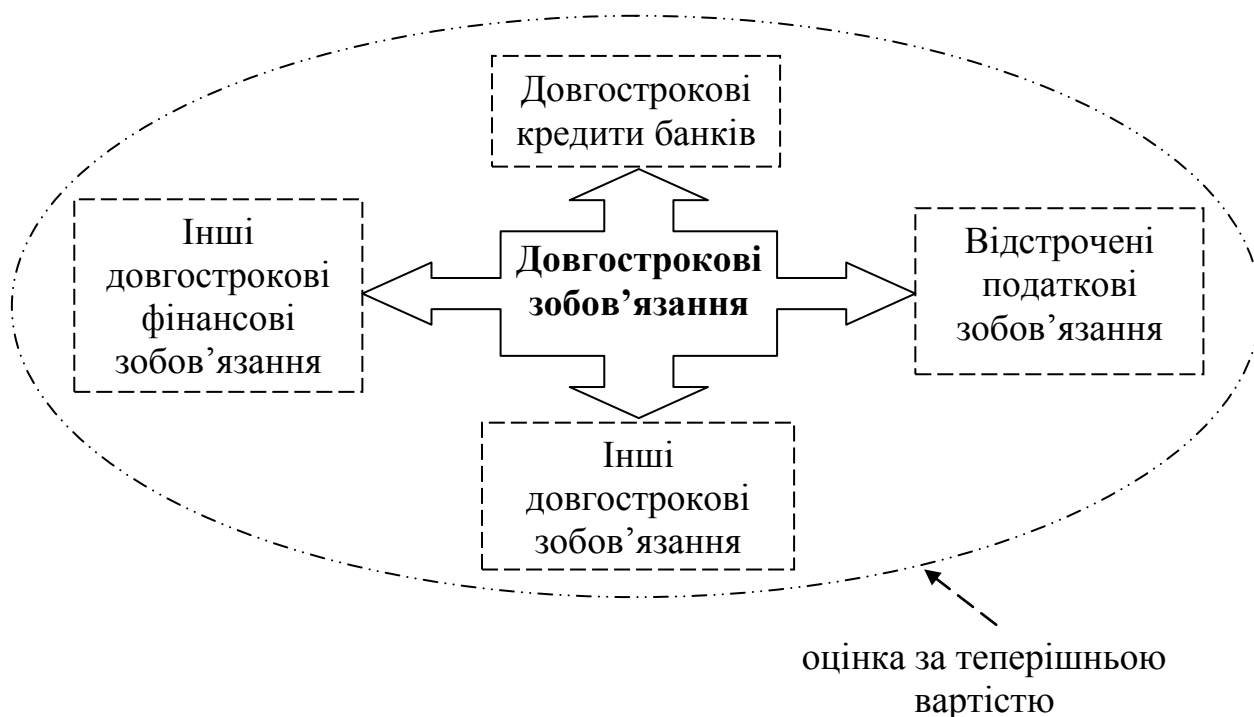 Довгострокові
кредити банків
Інші
довгострокові
фінансові
зобов’язання
Довгострокові
зобов’язання
Відстрочені
податкові
зобов’язання
Інші
довгострокові
зобов’язання
оцінка за теперішньою
вартістю